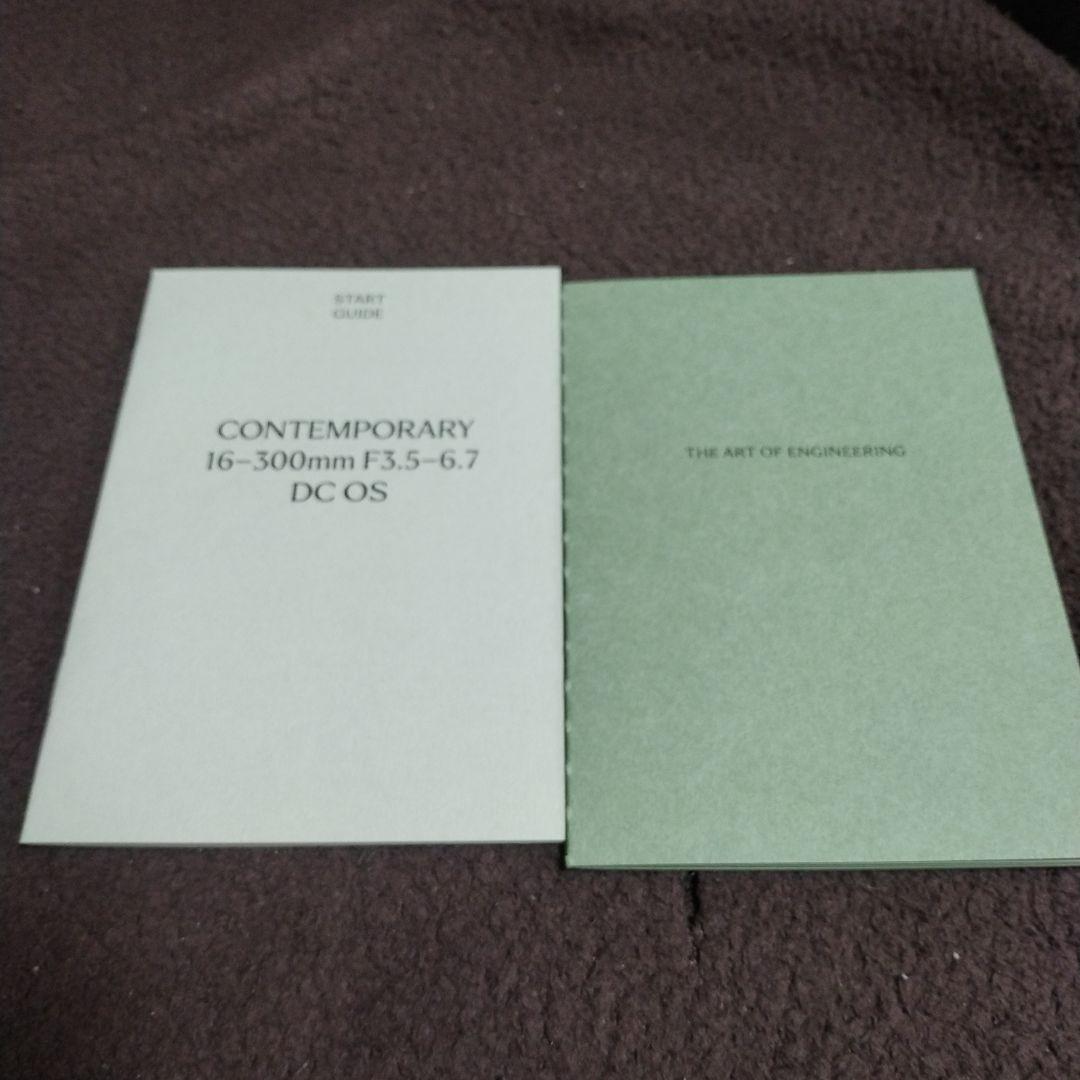 START
GUIDE
CONTEMPORARY
16–300mm F3.5–6.7
DC OS
THE ART OF ENGINEERING